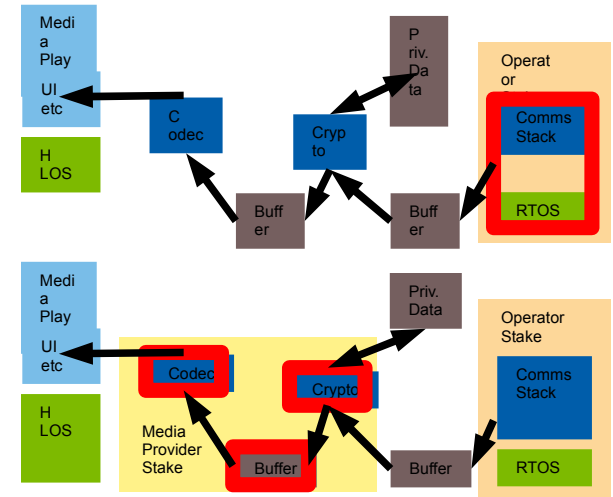 Medi
a
Play
UI
etc
H
LOS
C
odec
Buff
er
Cryp
to
P
riv.
Da
ta
Buff
er
Operat
or
Comms
Stack
RTOS
Medi
a
Play
UI
etc
H
LOS
Codec
Media
Provider
Stake
Buffer
Crypto
Priv.
Data
Buffer
Operator
Stake
Comms
Stack
RTOS